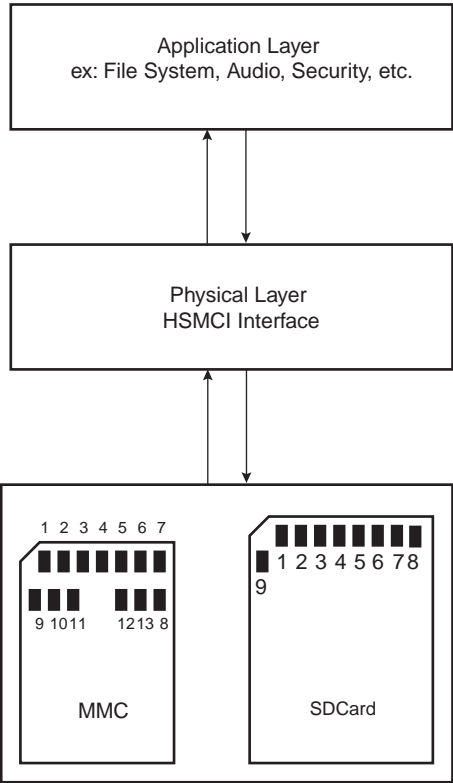 Application Layer
ex: File System, Audio, Security, etc.
Physical Layer
HSMCI Interface
1 2 3 4 5 6 7
9 10 11 12 13 8
MMC
1 2 3 4 5 6 7 8
9
SDCard